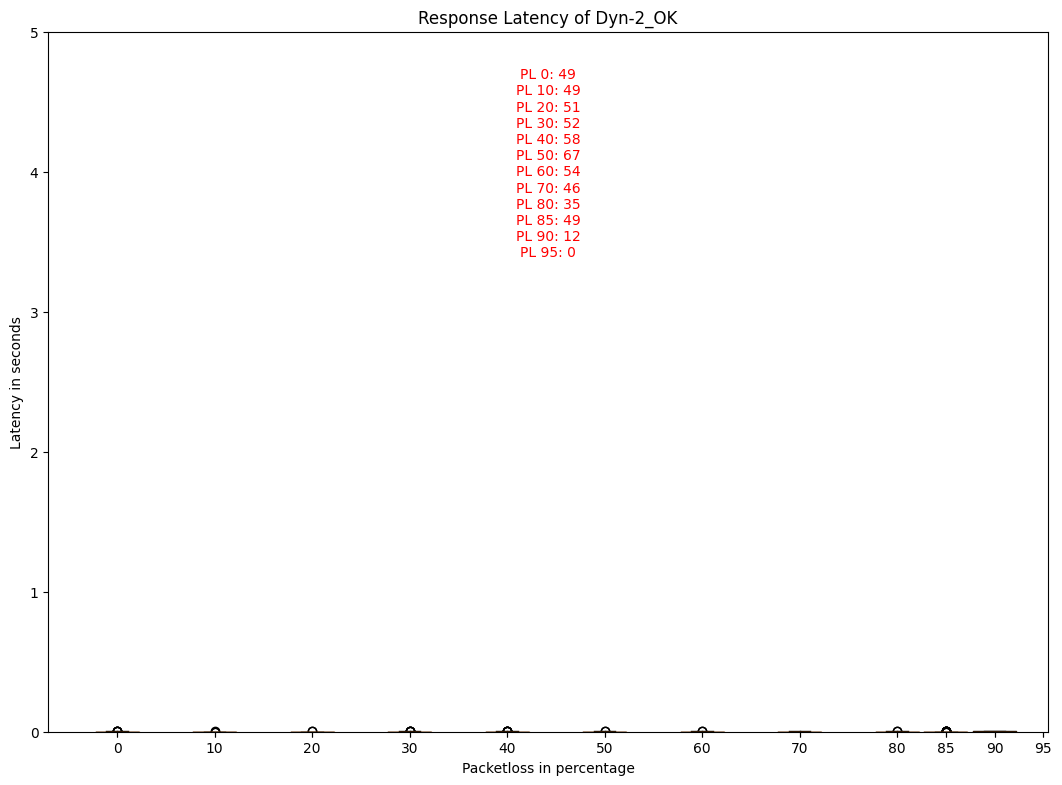 Response Latency of Dyn-2_OK
5
PL 0: 49
PL 10: 49
PL 20: 51
PL 30: 52
PL 40: 58
PL 50: 67
PL 60: 54
PL 70: 46
PL 80: 35
PL 85: 49
PL 90: 12
PL 95: 0
4
3
2
1
0
Latency in seconds
0 10 20 30 40 50 60 70 80 85 90 95
Packetloss in percentage